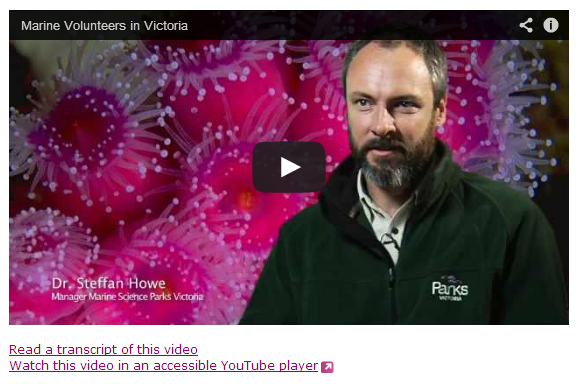 Marine Volunteers in Victoria
Dr. Steffan Howe
Manager Marine Science Parks Victoria
Parks
VICTORIA
Read a transcript of this video
Watch this video in an accessible YouTube player